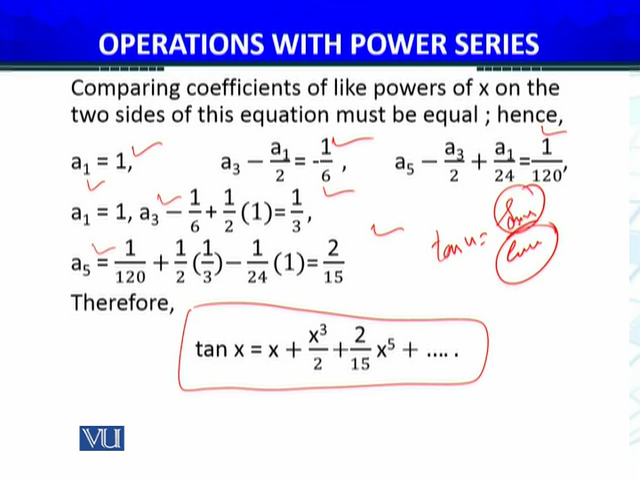 OPERATIONS WITH POWER SERIES
Comparing coefficients of like powers of x on the
two sides of this equation must be equal ; hence,
a₁ = 1, a₃ − a₁/2 = -1/6 , a₅ − a₃/2 + a₁/24 = 1/120,
a₁ = 1, a₃ − 1/6 + 1/2 (1)= 1/3,
a₅ = 1/120 + 1/2 (1/3)− 1/24 (1)= 2/15
tan
Therefore,
tan x = x + x³/2 + 2/15 x⁵ + .... .
VU